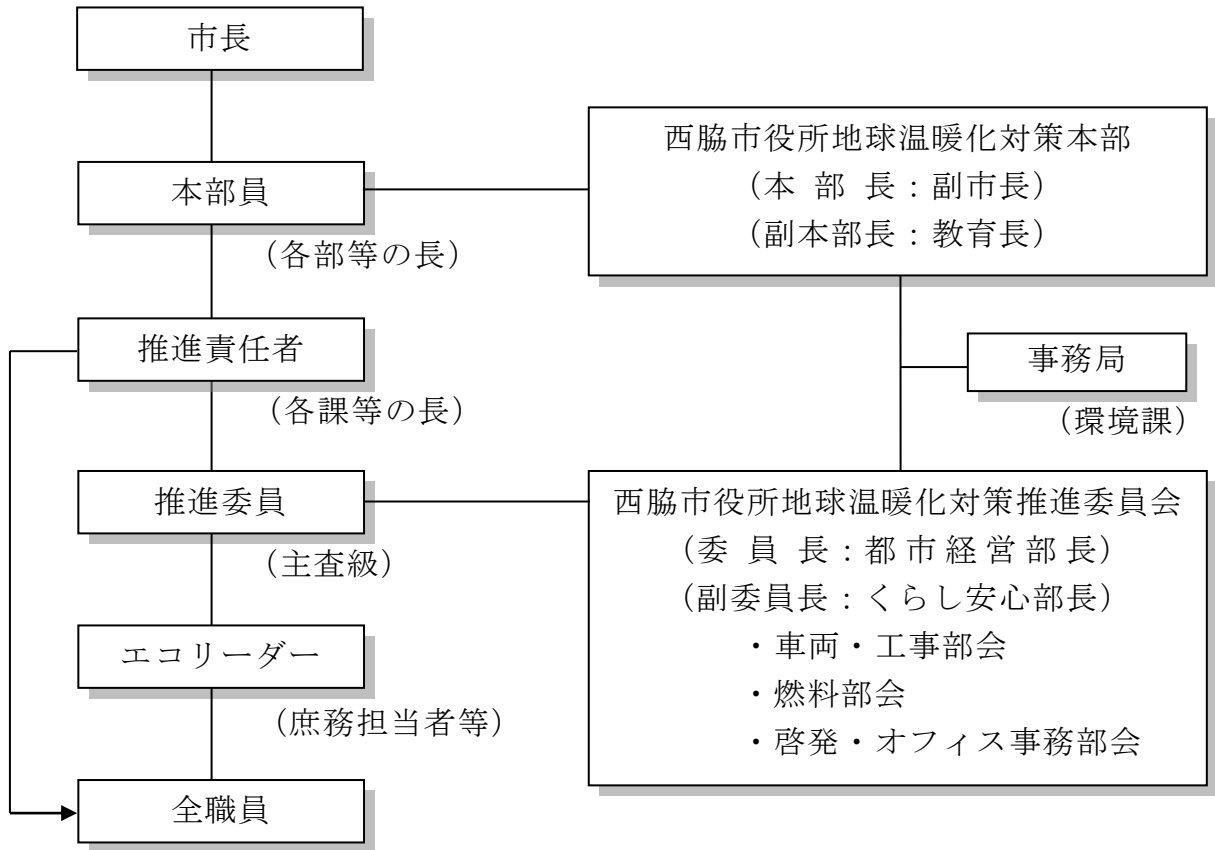 市長
本部員
(各部等の長)
推進責任者
(各課等の長)
推進委員
(主査級)
エコリーダー
(庶務担当者等)
全職員
西脇市役所地球温暖化対策本部
(本 部 長：副市長)
(副本部長：教育長)
事務局
(環境課)
西脇市役所地球温暖化対策推進委員会
(委 員 長：都市経営部長)
(副委員長：くらし安心部長)
・車両・工事部会
・燃料部会
・啓発・オフィス事務部会